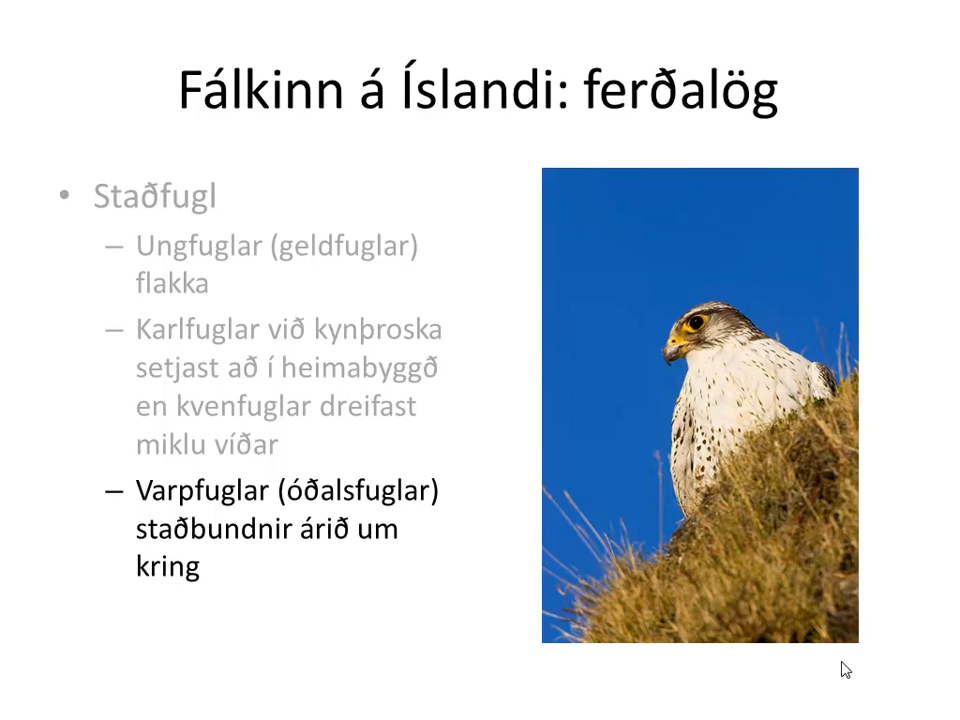 Fálkinn á Íslandi: ferðalög
• Staðfugl
– Ungfuglar (geldfuglar)
flakka
– Karlfuglar við kynþroska
setjast að í heimabyggð
en kvenfuglar dreifast
miklu víðar
– Varpfuglar (óðalsfuglar)
staðbundnir árið um
kring